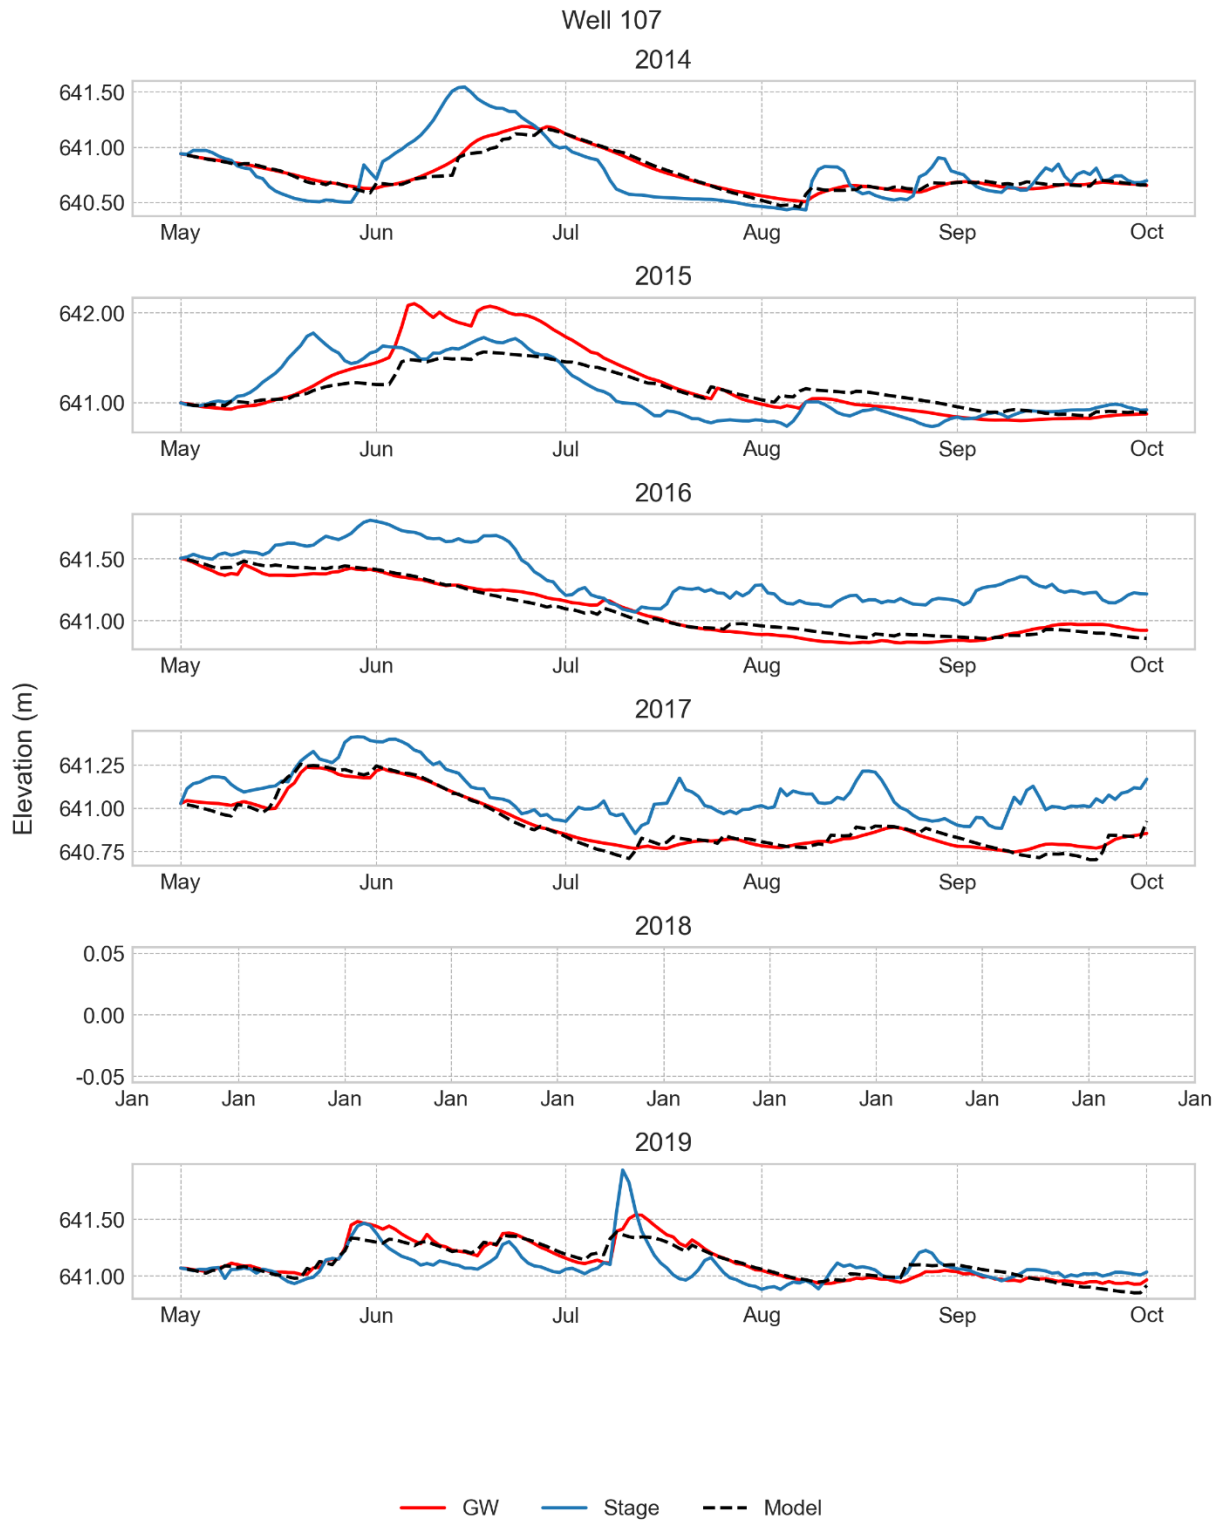 Well 107
2014
641.50
641.00
640.50
May Jun Jul Aug Sep Oct
2015
642.00
641.00
May Jun Jul Aug Sep Oct
2016
641.50
641.00
May Jun Jul Aug Sep Oct
Elevation (m)
2017
641.25
641.00
640.75
May Jun Jul Aug Sep Oct
2018
0.05
0.00
-0.05
Jan Jan Jan Jan Jan Jan Jan Jan Jan Jan Jan
2019
641.50
641.00
May Jun Jul Aug Sep Oct
GW Stage Model